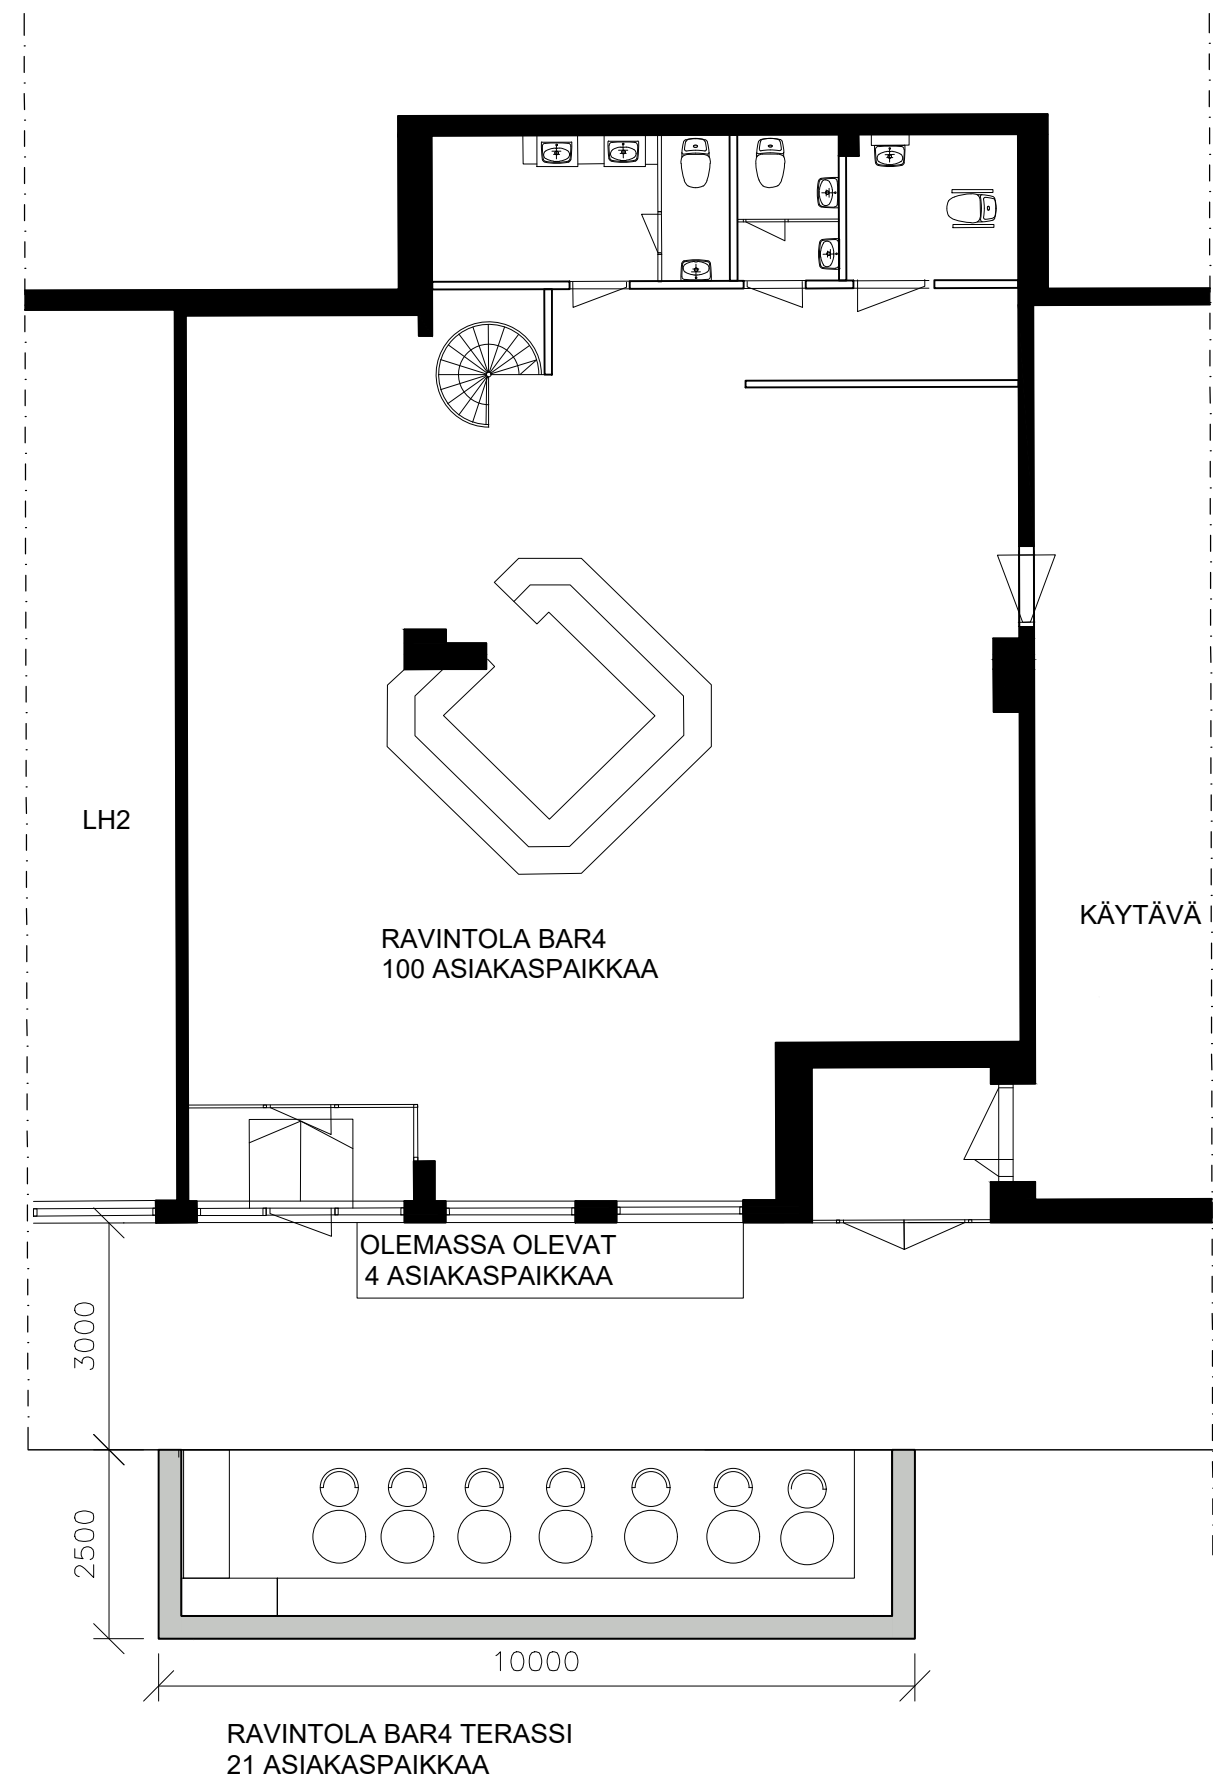 LH2
KÄYTÄVÄ
RAVINTOLA BAR4
100 ASIAKASPAIKKAA
OLEMASSA OLEVAT
4 ASIAKASPAIKKAA
3000
2500
10000
RAVINTOLA BAR4 TERASSI
21 ASIAKASPAIKKAA